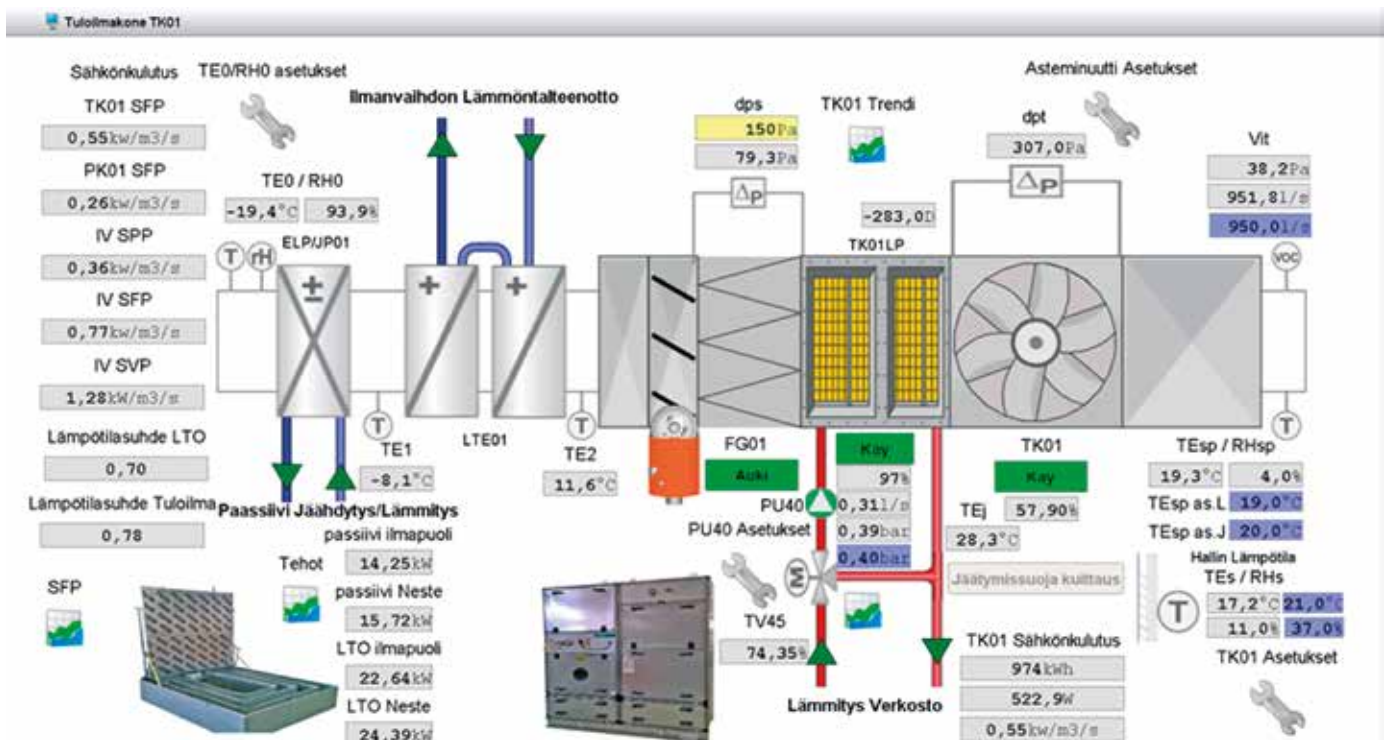 Tuloilmakone TK01
Sähkönkulutus
TK01 SFP
0,55kw/m3/s
PK01 SFP
0,26kw/m3/s
IV SPP
0,36kw/m3/s
IV SFP
0,77kw/m3/s
IV SVP
1,28kW/m3/s
Lämpötilasuhde LTO
0,70
Lämpötilasuhde Tuloilma
0,78
SFP
TE0/RH0 asetukset
Ilmanvaihdon Lämmöntalteenotto
TE0 / RH0
-19,4°C 93,9%
ELP/JP01
T rH
T
TE1
-8,1°C
LTE01
T
TE2
11,6°C
Paassiivi Jäähdytys/Lämmitys
passiivi ilmapuoli
14,25kW
Tehot
passiivi Neste
15,72kW
LTO ilmapuoli
22,64kW
LTO Neste
24,39kW
dps
150Pa
79,3Pa
ΔP
TK01 Trendi
-283,0D
TK01LP
FG01
Auki
Kay
97%
PU40
0,31l/s
PU40 Asetukset
0,39bar
0,40bar
M
TV45
74,35%
Lämmitys Verkosto
Asteminuutti Asetukset
dpt
307,0Pa
ΔP
TK01
Kay
57,90%
TEj
28,3°C
Jäätymissuoja kuittaus
TK01 Sähkönkulutus
974kWh
522,9W
0,55kw/m3/s
Vit
38,2Pa
951,8l/s
950,0l/s
VOC
T
TEsp / RHsp
19,3°C 4,0%
TEsp as.L 19,0°C
TEsp as.J 20,0°C
Hallin Lämpötila
TEs / RHs
T
17,2°C 21,0°C
11,0% 37,0%
TK01 Asetukset